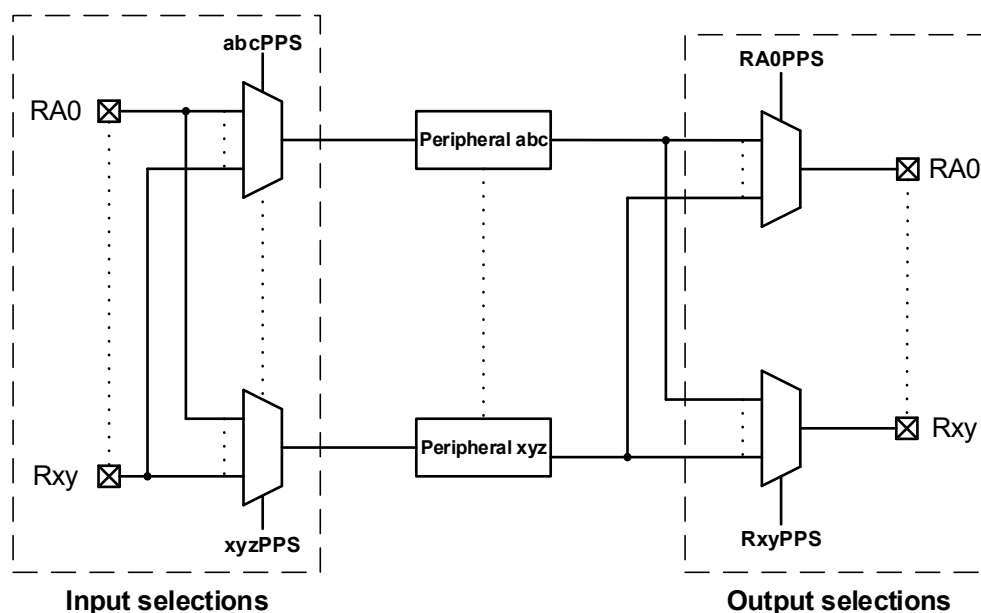 abcPPS
RA0PPS
RA0
Peripheral abc
RA0
Peripheral xyz
Rxy
Rxy
xyzPPS
RxyPPS
Input selections
Output selections